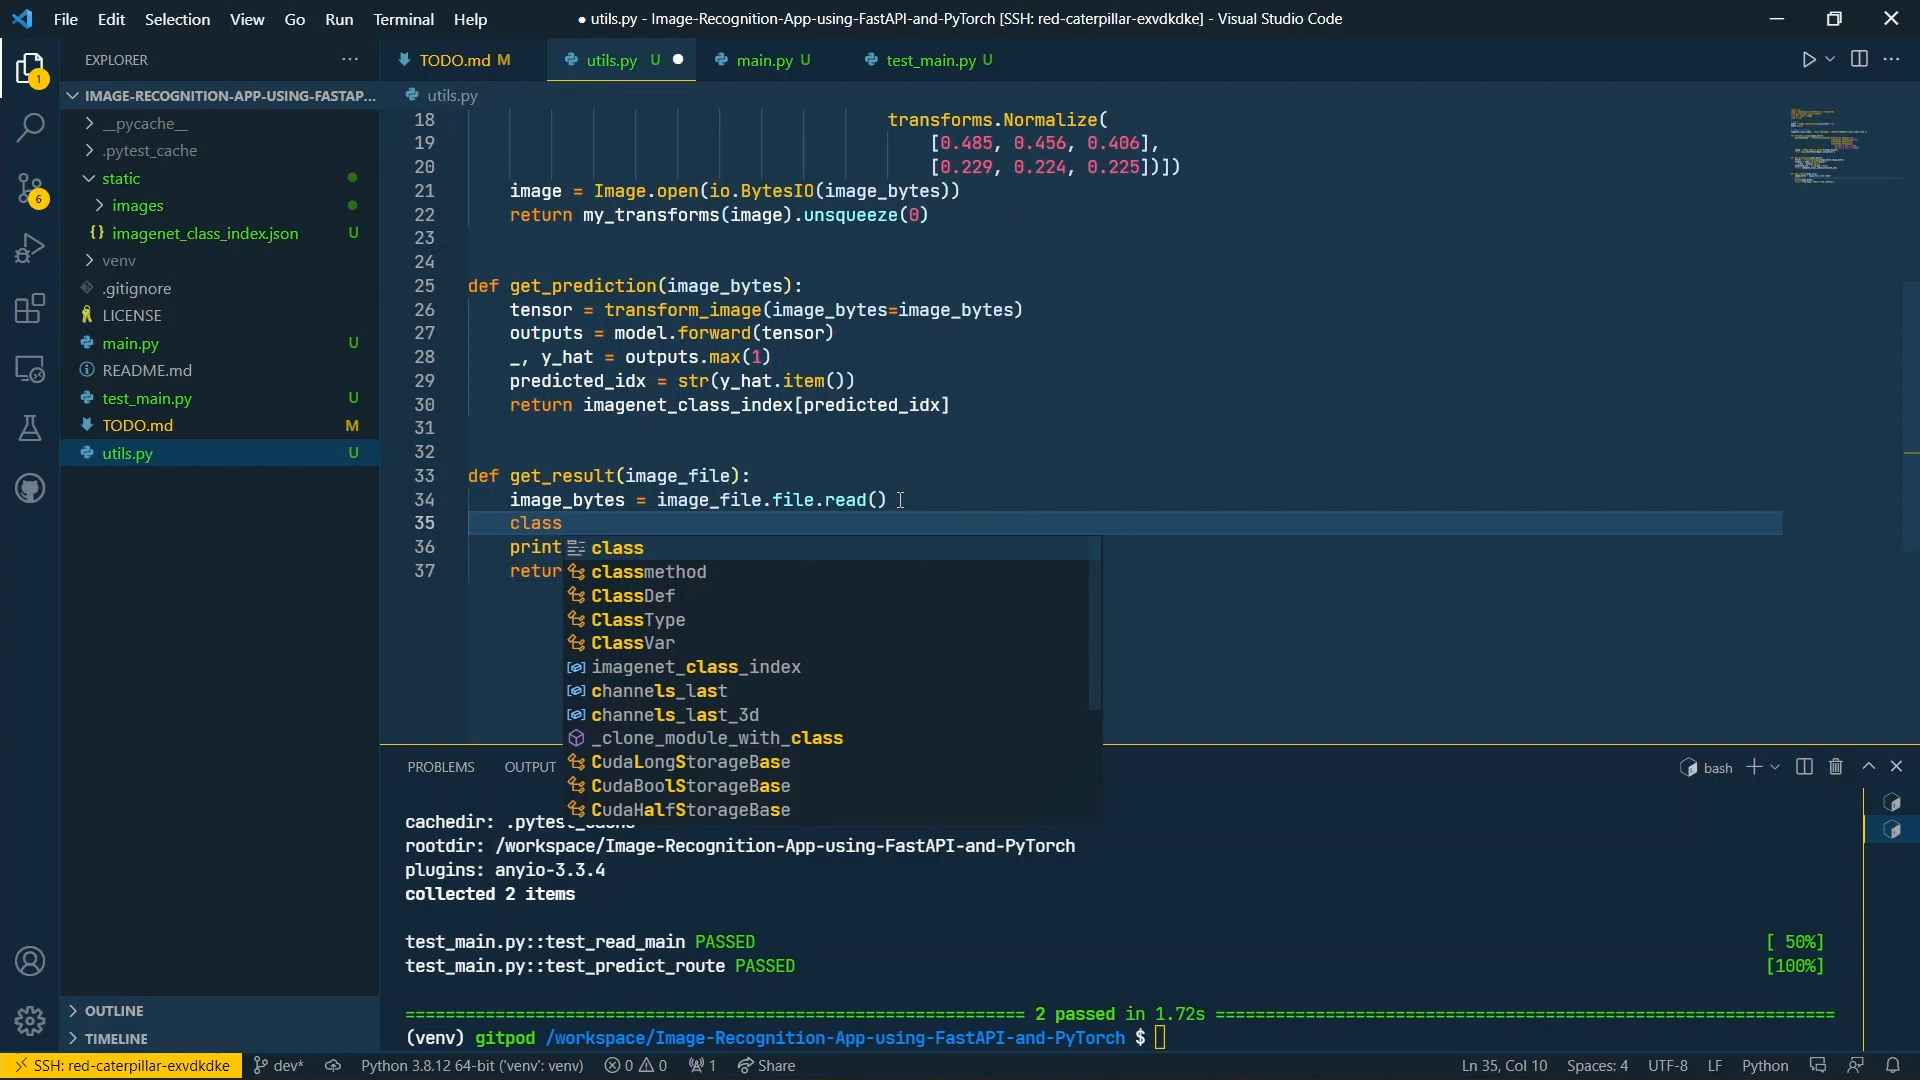 File Edit Selection View Go Run Terminal Help
● utils.py - Image-Recognition-App-using-FastAPI-and-PyTorch [SSH: red-caterpillar-exvdkdke] - Visual Studio Code
EXPLORER
TODO.md M
utils.py U
main.py U
test_main.py U
1
IMAGE-RECOGNITION-APP-USING-FASTAP...
utils.py
__pycache__
.pytest_cache
static
images
imagenet_class_index.json U
venv
.gitignore
LICENSE
main.py U
README.md
test_main.py U
TODO.md M
utils.py U
6
18 transforms.Normalize(
19 [0.485, 0.456, 0.406],
20 [0.229, 0.224, 0.225])])
21 image = Image.open(io.BytesIO(image_bytes))
22 return my_transforms(image).unsqueeze(0)
23
24
25 def get_prediction(image_bytes):
26 tensor = transform_image(image_bytes=image_bytes)
27 outputs = model.forward(tensor)
28 _, y_hat = outputs.max(1)
29 predicted_idx = str(y_hat.item())
30 return imagenet_class_index[predicted_idx]
31
32
33 def get_result(image_file):
34 image_bytes = image_file.file.read()
35 class
36 print
37 retur
class
classmethod
ClassDef
ClassType
ClassVar
imagenet_class_index
channels_last
channels_last_3d
_clone_module_with_class
CudaLongStorageBase
CudaBoolStorageBase
CudaHalfStorageBase
PROBLEMS OUTPUT
bash
cachedir: .pytest_cache
rootdir: /workspace/Image-Recognition-App-using-FastAPI-and-PyTorch
plugins: anyio-3.3.4
collected 2 items
test_main.py::test_read_main PASSED [ 50%]
test_main.py::test_predict_route PASSED [100%]
2 passed in 1.72s
(venv) gitpod /workspace/Image-Recognition-App-using-FastAPI-and-PyTorch $
OUTLINE
TIMELINE
SSH: red-caterpillar-exvdkdke dev* Python 3.8.12 64-bit ('venv': venv) 0 0 1 Share Ln 35, Col 10 Spaces: 4 UTF-8 LF Python